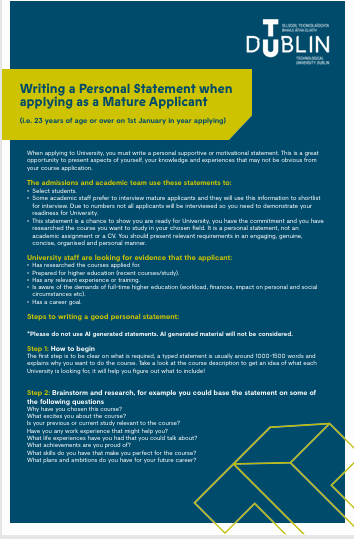 OLLSCOIL TEICNEOLAÍOCHTA
BHAILE ÁTHA CLIATH
TU DUBLIN
TECHNOLOGICAL
UNIVERSITY DUBLIN
Writing a Personal Statement when
applying as a Mature Applicant
(i.e. 23 years of age or over on 1st January in year applying)
When applying to University, you must write a personal supportive or motivational statement. This is a great
opportunity to present aspects of yourself, your knowledge and experiences that may not be obvious from
your course application.
The admissions and academic team use these statements to:
• Select students.
• Some academic staff prefer to interview mature applicants and they will use this information to shortlist
for interview. Due to numbers not all applicants will be interviewed so you need to demonstrate your
readiness for University.
• This statement is a chance to show you are ready for University, you have the commitment and you have
researched the course you want to study in your chosen field. It is a personal statement, not an
academic assignment or a CV. You should present relevant requirements in an engaging, genuine,
concise, organised and personal manner.
University staff are looking for evidence that the applicant:
• Has researched the courses applied for.
• Prepared for higher education (recent courses/study).
• Has any relevant experience or training.
• Is aware of the demands of full-time higher education (workload, finances, impact on personal and social
circumstances etc).
• Has a career goal.
Steps to writing a good personal statement:
*Please do not use AI generated statements. AI generated material will not be considered.
Step 1: How to begin
The first step is to be clear on what is required, a typed statement is usually around 1000-1500 words and
explains why you want to do the course. Take a look at the course description to get an idea of what each
University is looking for, it will help you figure out what to include!
Step 2: Brainstorm and research, for example you could base the statement on some of
the following questions
Why have you chosen this course?
What excites you about the course?
Is your previous or current study relevant to the course?
Have you any work experience that might help you?
What life experiences have you had that you could talk about?
What achievements are you proud of?
What skills do you have that make you perfect for the course?
What plans and ambitions do you have for your future career?